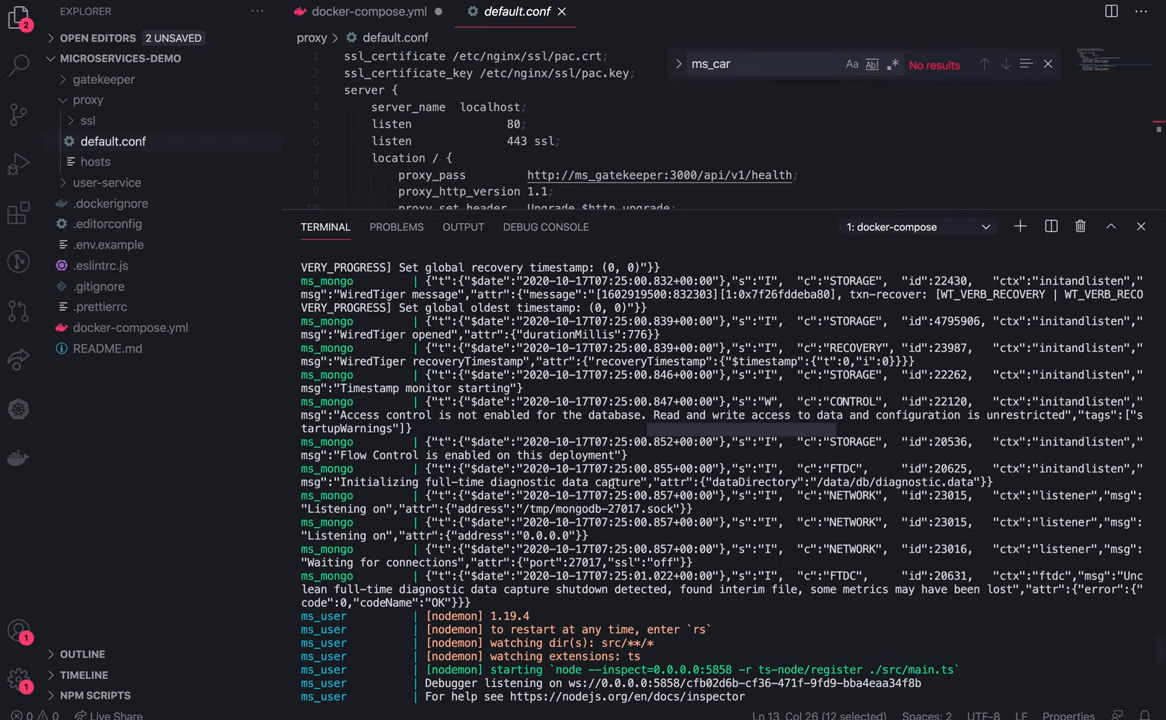 EXPLORER
OPEN EDITORS 2 UNSAVED
MICROSERVICES-DEMO
gatekeeper
proxy
ssl
default.conf
hosts
user-service
.dockerignore
.editorconfig
.env.example
.eslintrc.js
.gitignore
.prettierrc
docker-compose.yml
README.md
OUTLINE
TIMELINE
NPM SCRIPTS
2
1
1
docker-compose.yml
default.conf
proxy > default.conf
1 ssl_certificate /etc/nginx/ssl/pac.crt;
2 ssl_certificate_key /etc/nginx/ssl/pac.key;
3 server {
4 server_name localhost;
5 listen 80;
6 listen 443 ssl;
7 location / {
8 proxy_pass http://ms_gatekeeper:3000/api/v1/health;
9 proxy_http_version 1.1;
10 proxy_set_header Upgrade $http_upgrade;
ms_car Aa Abl .* No results
TERMINAL PROBLEMS OUTPUT DEBUG CONSOLE 1: docker-compose
VERY_PROGRESS] Set global recovery timestamp: (0, 0)"}}
ms_mongo | {"t":{"$date":"2020-10-17T07:25:00.832+00:00"},"s":"I", "c":"STORAGE", "id":22430, "ctx":"initandlisten","
msg":"WiredTiger message","attr":{"message":"[1602919500:832303][1:0x7f26fddeba80], txn-recover: [WT_VERB_RECOVERY | WT_VERB_RECO
VERY_PROGRESS] Set global oldest timestamp: (0, 0)"}}
ms_mongo | {"t":{"$date":"2020-10-17T07:25:00.839+00:00"},"s":"I", "c":"STORAGE", "id":4795906, "ctx":"initandlisten","
msg":"WiredTiger opened","attr":{"durationMillis":776}}
ms_mongo | {"t":{"$date":"2020-10-17T07:25:00.839+00:00"},"s":"I", "c":"RECOVERY", "id":23987, "ctx":"initandlisten","
msg":"WiredTiger recoveryTimestamp","attr":{"recoveryTimestamp":{"$timestamp":{"t":0,"i":0}}}}
ms_mongo | {"t":{"$date":"2020-10-17T07:25:00.846+00:00"},"s":"I", "c":"STORAGE", "id":22262, "ctx":"initandlisten","
msg":"Timestamp monitor starting"}
ms_mongo | {"t":{"$date":"2020-10-17T07:25:00.847+00:00"},"s":"W", "c":"CONTROL", "id":22120, "ctx":"initandlisten","
msg":"Access control is not enabled for the database. Read and write access to data and configuration is unrestricted","tags":["s
tartupWarnings"]}
ms_mongo | {"t":{"$date":"2020-10-17T07:25:00.852+00:00"},"s":"I", "c":"STORAGE", "id":20536, "ctx":"initandlisten","
msg":"Flow Control is enabled on this deployment"}
ms_mongo | {"t":{"$date":"2020-10-17T07:25:00.855+00:00"},"s":"I", "c":"FTDC", "id":20625, "ctx":"initandlisten","
msg":"Initializing full-time diagnostic data capture","attr":{"dataDirectory":"/data/db/diagnostic.data"}}
ms_mongo | {"t":{"$date":"2020-10-17T07:25:00.857+00:00"},"s":"I", "c":"NETWORK", "id":23015, "ctx":"listener","msg":
"Listening on","attr":{"address":"/tmp/mongodb-27017.sock"}}
ms_mongo | {"t":{"$date":"2020-10-17T07:25:00.857+00:00"},"s":"I", "c":"NETWORK", "id":23015, "ctx":"listener","msg":
"Listening on","attr":{"address":"0.0.0.0"}}
ms_mongo | {"t":{"$date":"2020-10-17T07:25:00.857+00:00"},"s":"I", "c":"NETWORK", "id":23016, "ctx":"listener","msg":
"Waiting for connections","attr":{"port":27017,"ssl":"off"}}
ms_mongo | {"t":{"$date":"2020-10-17T07:25:01.022+00:00"},"s":"I", "c":"FTDC", "id":20631, "ctx":"ftdc","msg":"Unc
lean full-time diagnostic data capture shutdown detected, found interim file, some metrics may have been lost","attr":{"error":{"
code":0,"codeName":"OK"}}}
ms_user | [nodemon] 1.19.4
ms_user | [nodemon] to restart at any time, enter `rs`
ms_user | [nodemon] watching dir(s): src/**/*
ms_user | [nodemon] watching extensions: ts
ms_user | [nodemon] starting `node --inspect=0.0.0.0:5858 -r ts-node/register ./src/main.ts`
ms_user | Debugger listening on ws://0.0.0.0:5858/cfb02d6b-cf36-471f-9fd9-bba4eaa34f8b
ms_user | For help see https://nodejs.org/en/docs/inspector
0 0 Live Share Ln 13, Col 26 (12 selected) Spaces: 2 UTF-8 LF Properties